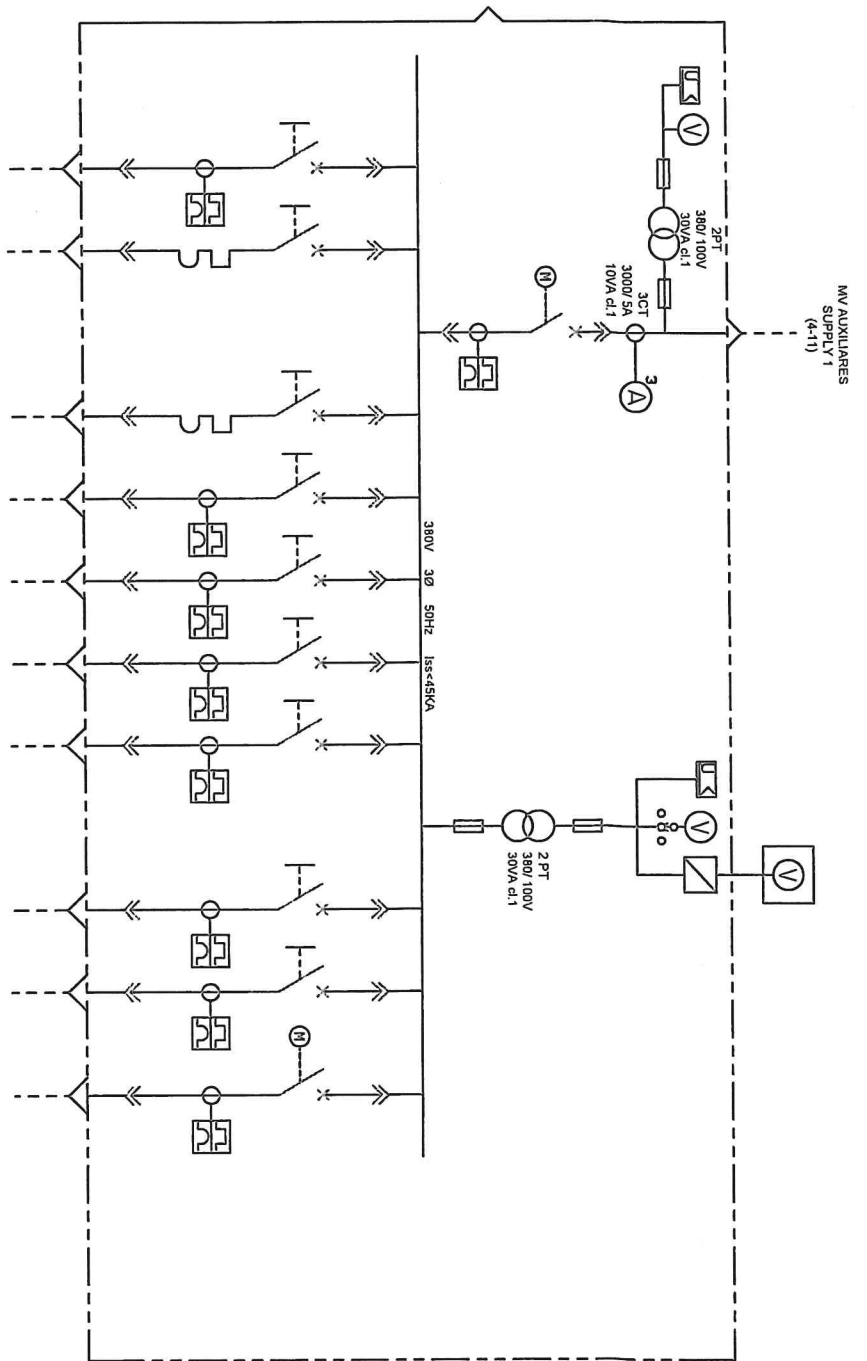 MV AUXILIARES
SUPPLY 1
(4-11)
U<
V
2PT
380/ 100V
30VA cl.1
3CT
3000/ 5A
10VA cl.1
M
3
A
380V 3Ø 50Hz Iss<45KA
U<
V
V
2 PT
380/ 100V
30VA cl.1
M